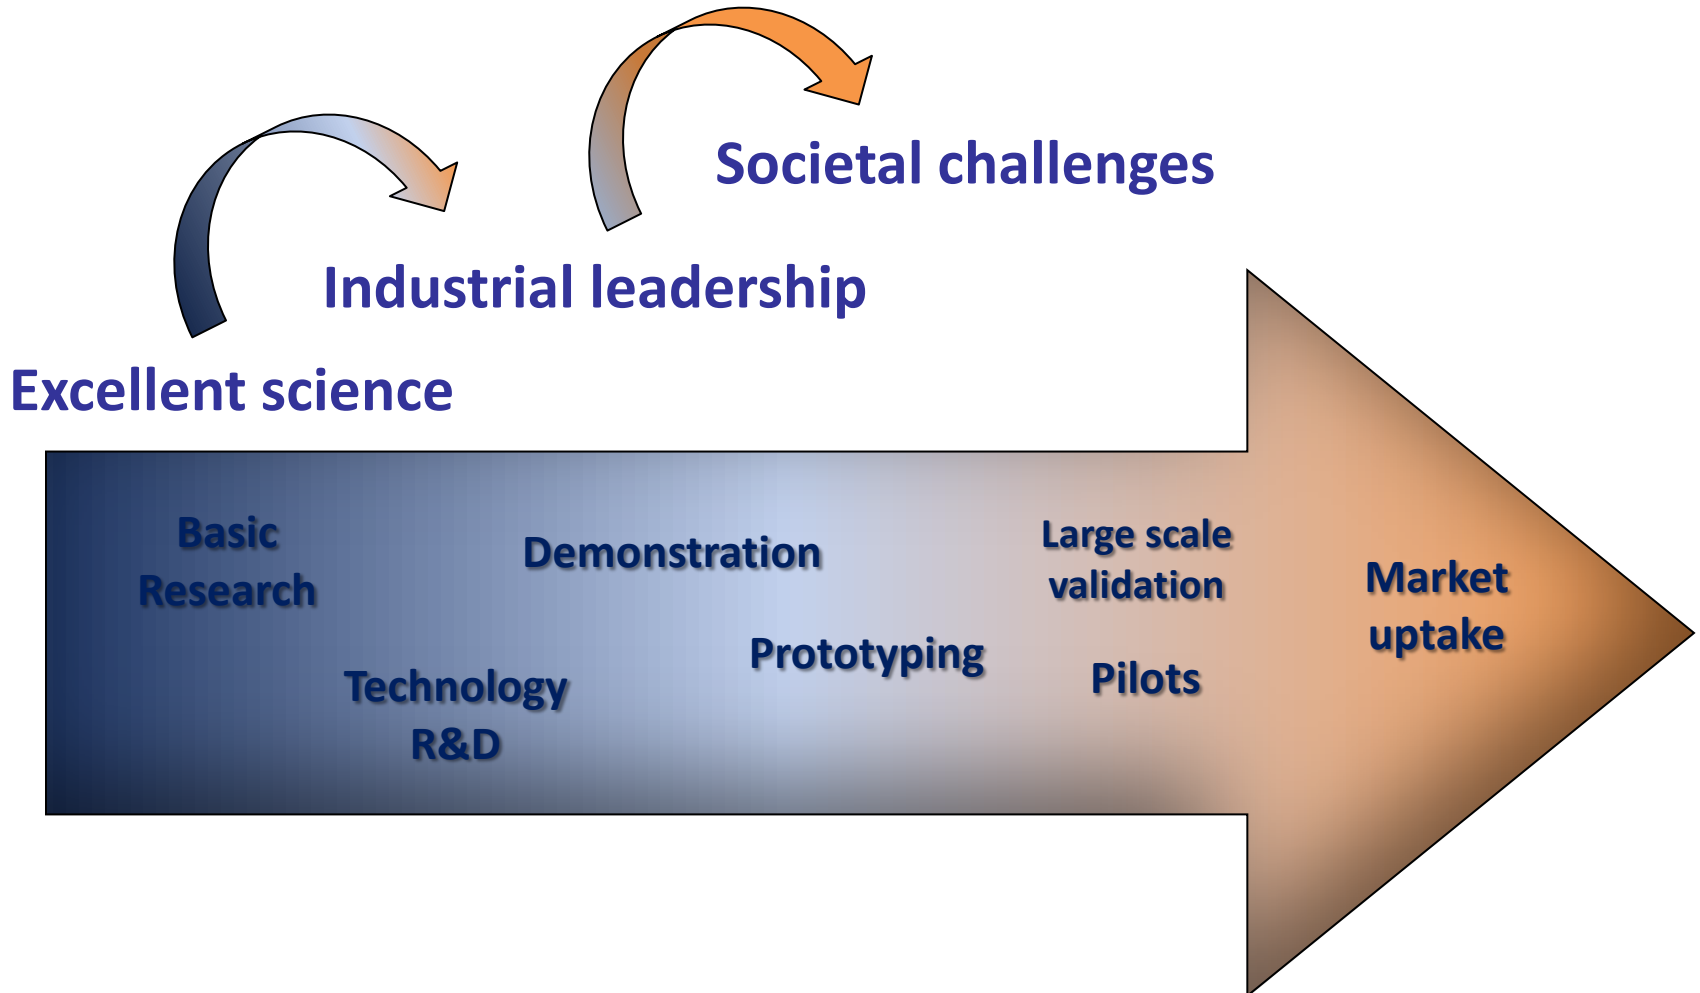 Societal challenges
Industrial leadership
Excellent science
Basic
Research
Technology
R&D
Demonstration
Prototyping
Large scale
validation
Pilots
Market
uptake